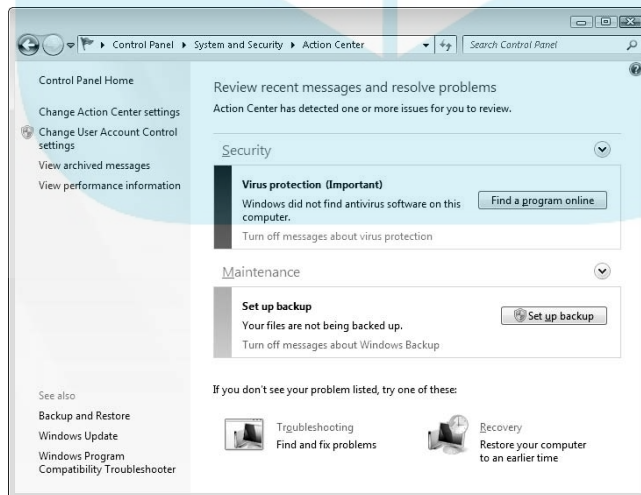 Control Panel ▸ System and Security ▸ Action Center
Search Control Panel
Control Panel Home
Change Action Center settings
Change User Account Control
settings
View archived messages
View performance information
See also
Backup and Restore
Windows Update
Windows Program
Compatibility Troubleshooter
Review recent messages and resolve problems
Action Center has detected one or more issues for you to review.
Security
Virus protection (Important)
Windows did not find antivirus software on this
computer.
Find a program online
Turn off messages about virus protection
Maintenance
Set up backup
Your files are not being backed up.
Set up backup
Turn off messages about Windows Backup
If you don't see your problem listed, try one of these:
Troubleshooting
Find and fix problems
Recovery
Restore your computer
to an earlier time